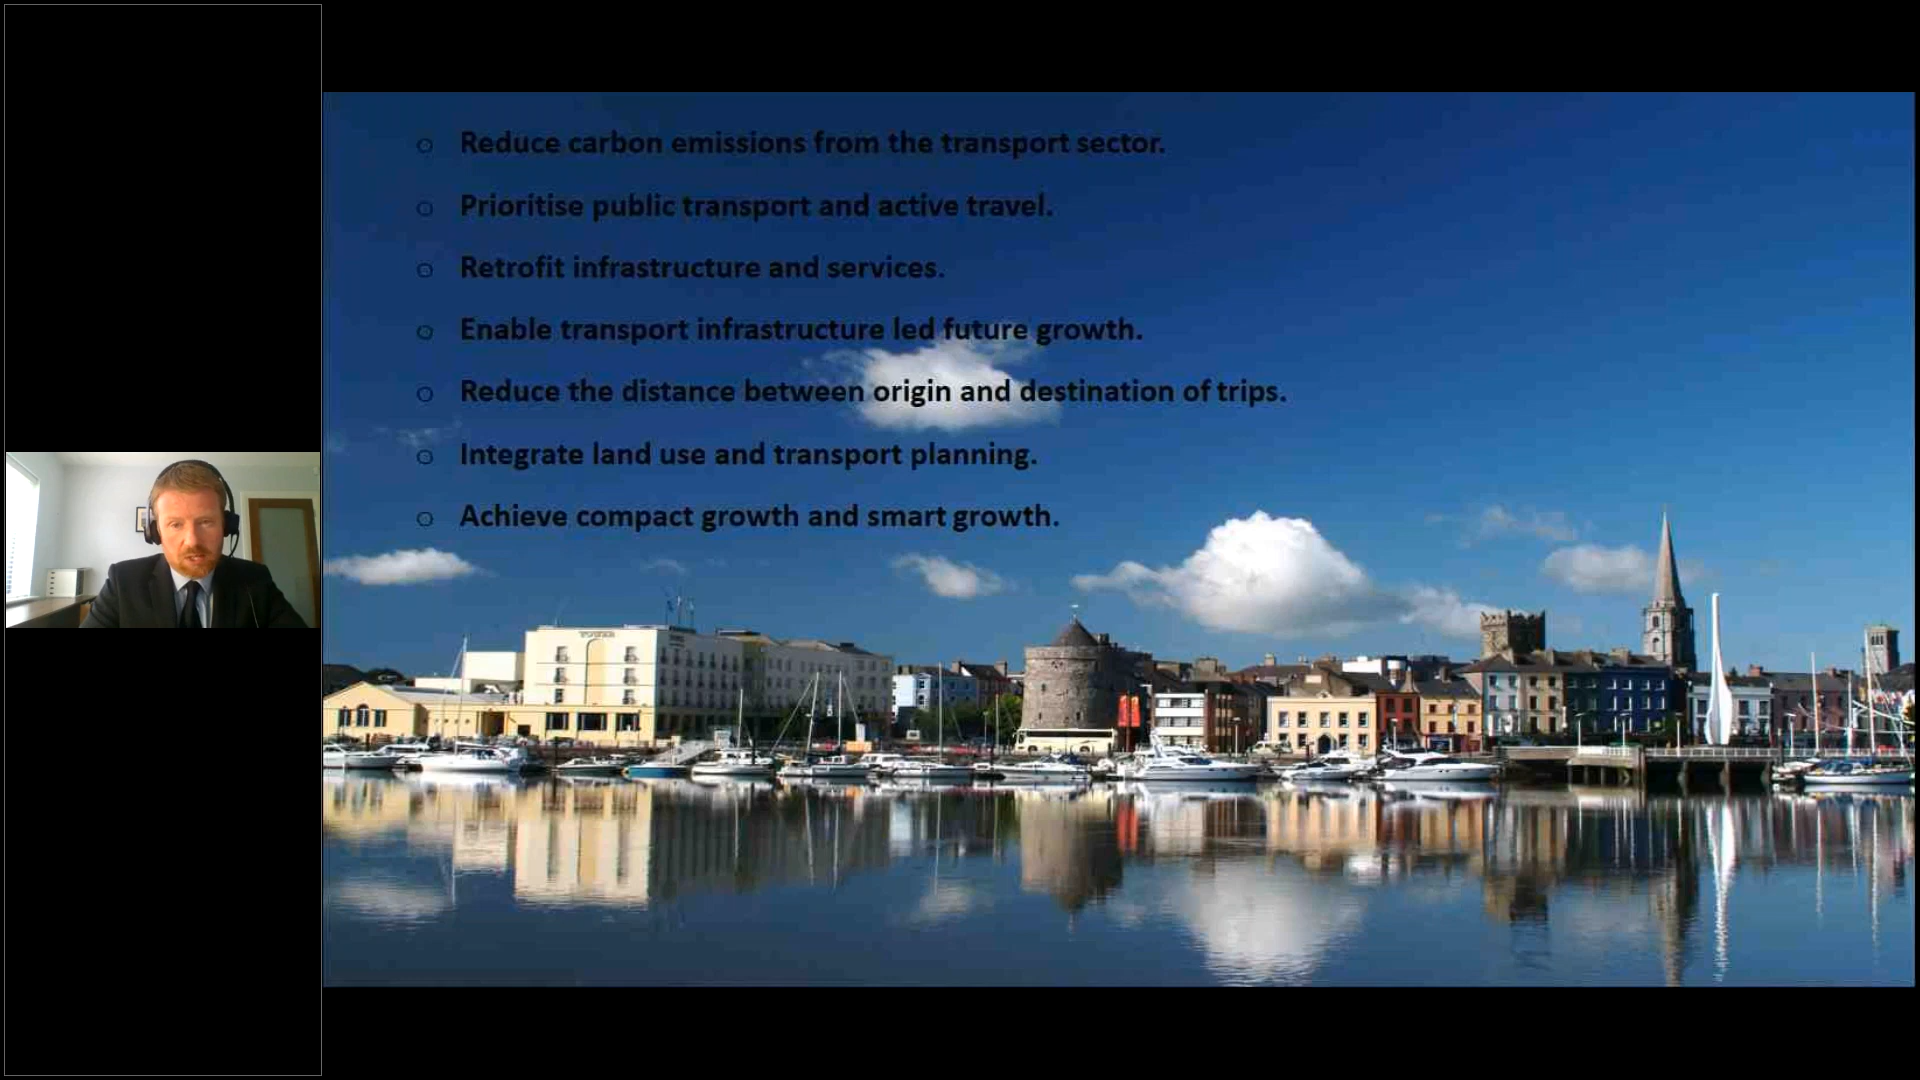 o Reduce carbon emissions from the transport sector.
o Prioritise public transport and active travel.
o Retrofit infrastructure and services.
o Enable transport infrastructure led future growth.
o Reduce the distance between origin and destination of trips.
o Integrate land use and transport planning.
o Achieve compact growth and smart growth.
TOWER